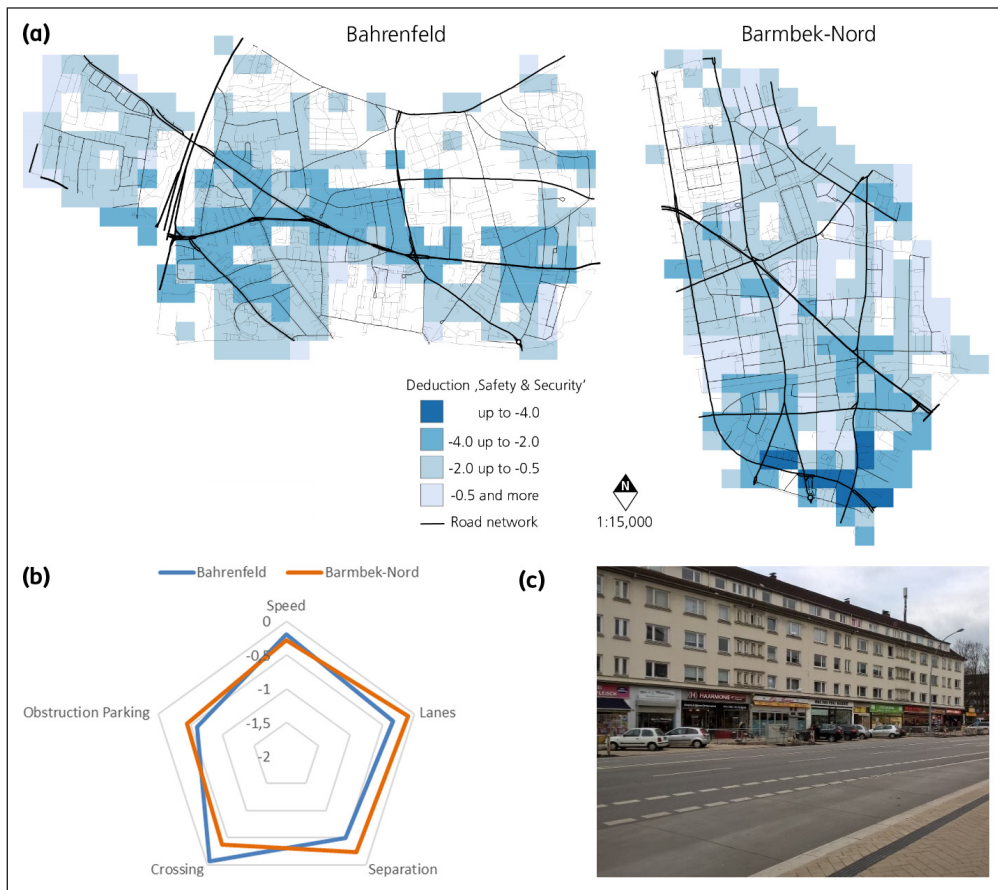 (a)
Bahrenfeld
Barmbek-Nord
Deduction ‚Safety & Security‘
up to -4.0
-4.0 up to -2.0
-2.0 up to -0.5
-0.5 and more
Road network
N
1:15,000
(b)
Bahrenfeld
Barmbek-Nord
Speed
0
-0,5
-1
-1,5
-2
Lanes
Separation
Crossing
Obstruction Parking
(c)
HAARMONIE